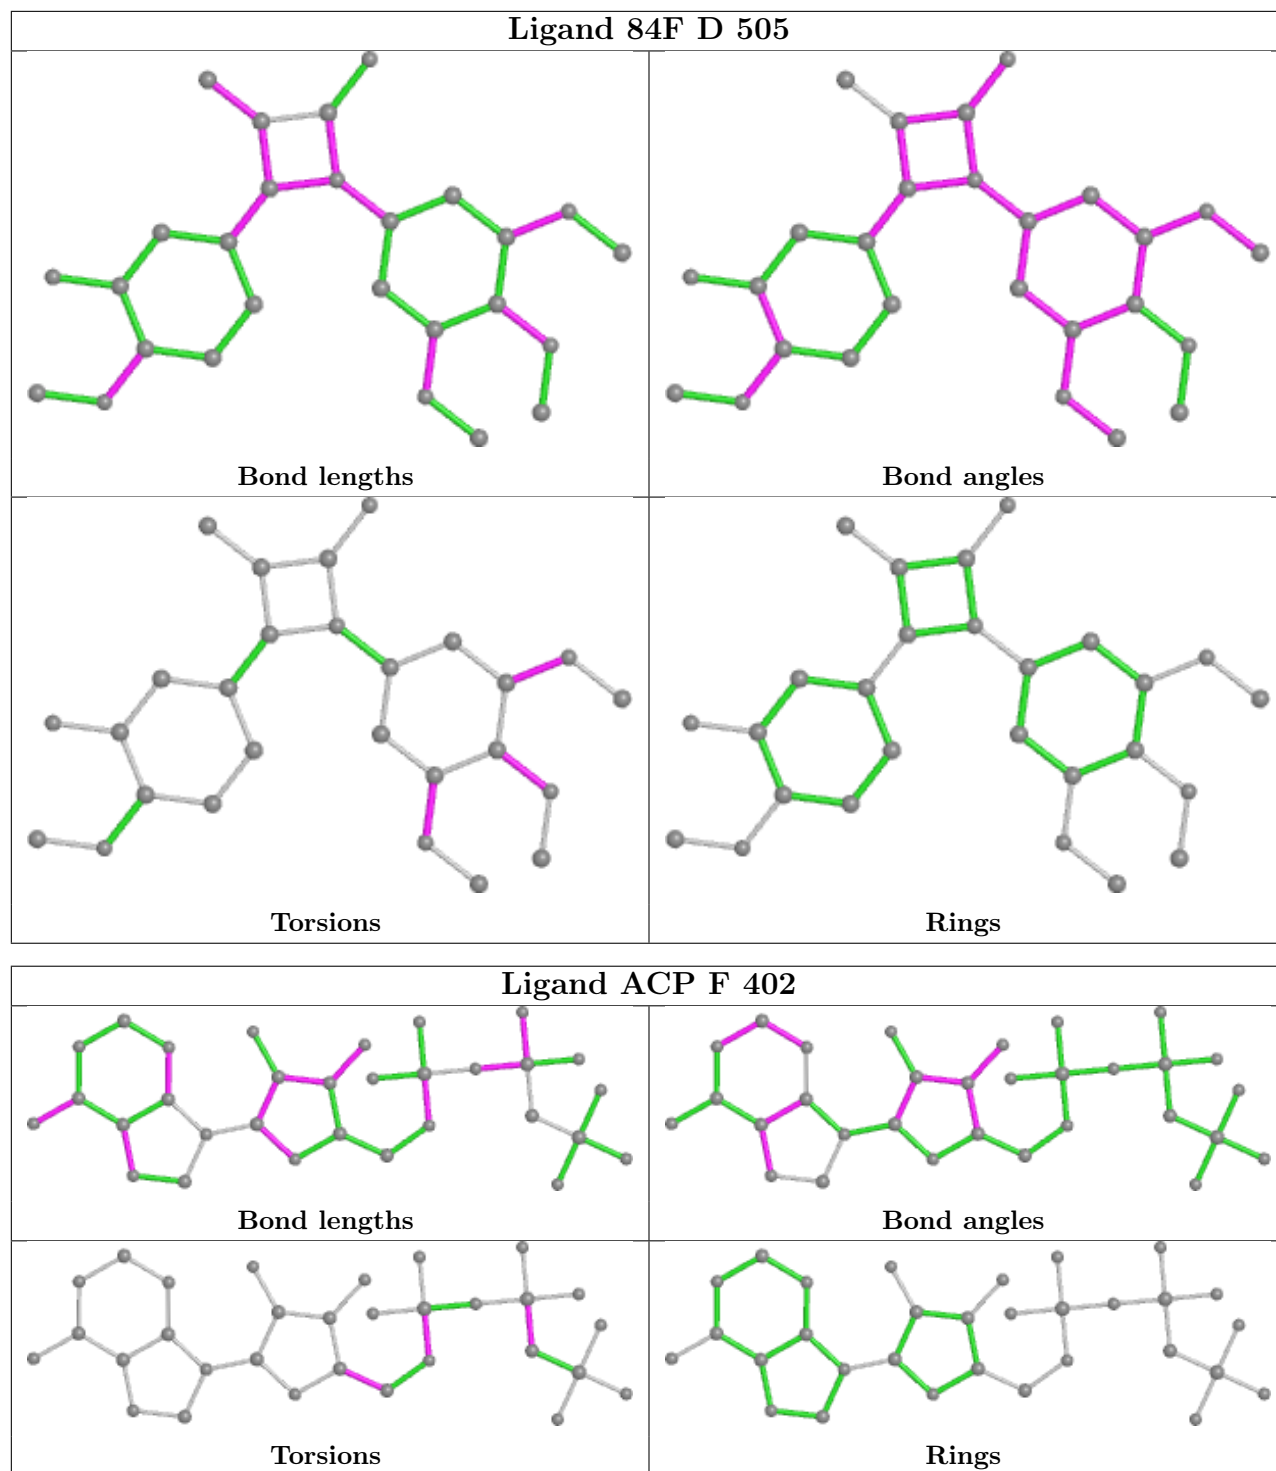 Ligand 84F D 505
Bond lengths
Bond angles
Torsions
Rings
Ligand ACP F 402
Bond lengths
Bond angles
Torsions
Rings